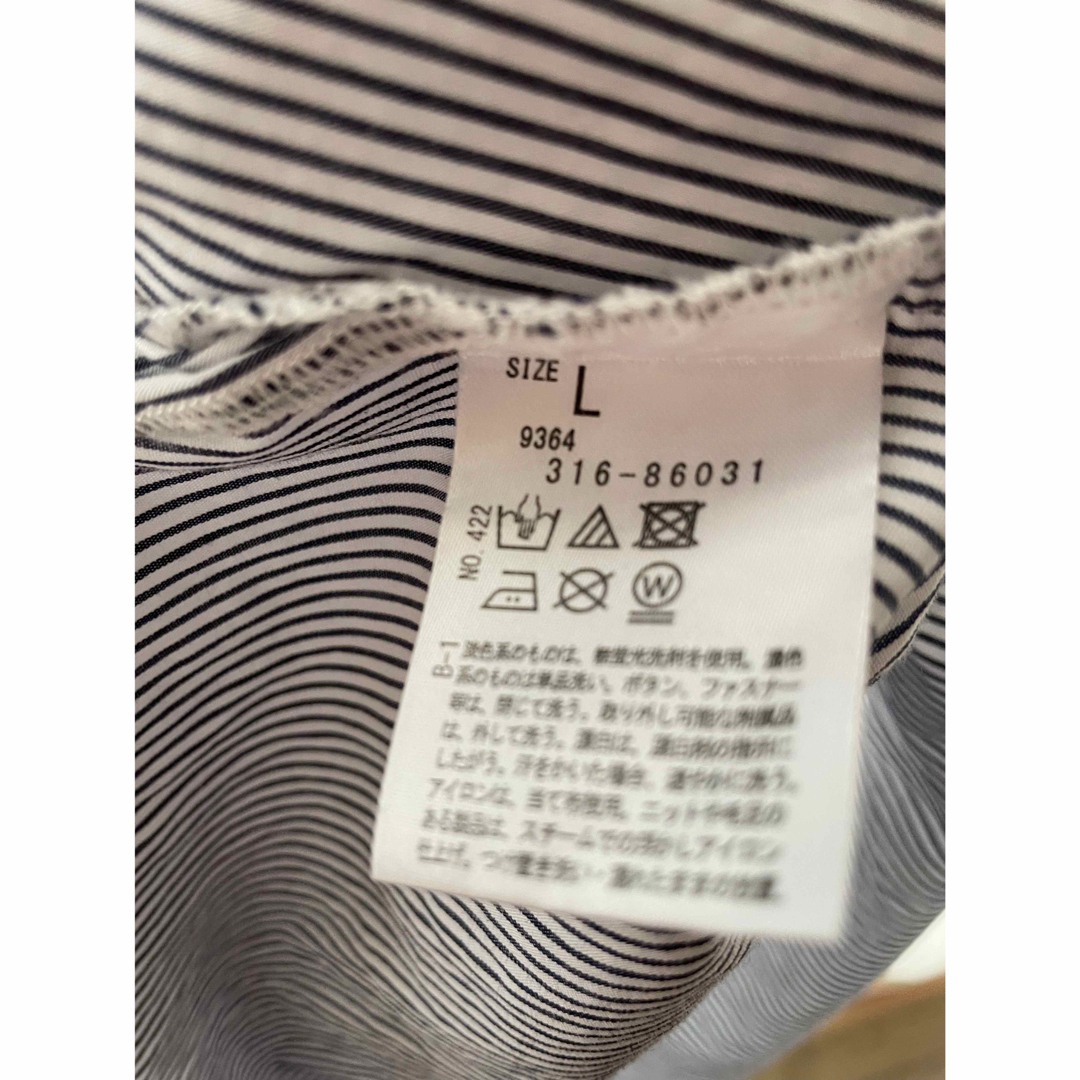 SIZE L
9364
316-86031
NO.422
W
B-1
淡色系のものは、無蛍光洗剤を使用。濃色
系のものは単品洗い。ボタン、ファスナー
等は、閉じて洗う。取り外し可能な附属品
は、外して洗う。漂白は、漂白剤の指示に
したがう。汗をかいた場合、速やかに洗う。
アイロンは、当て布使用。ニットや毛足の
ある製品は、スチームでの浮かしアイロン
仕上げ。つけ置き洗い・濡れたままの放置